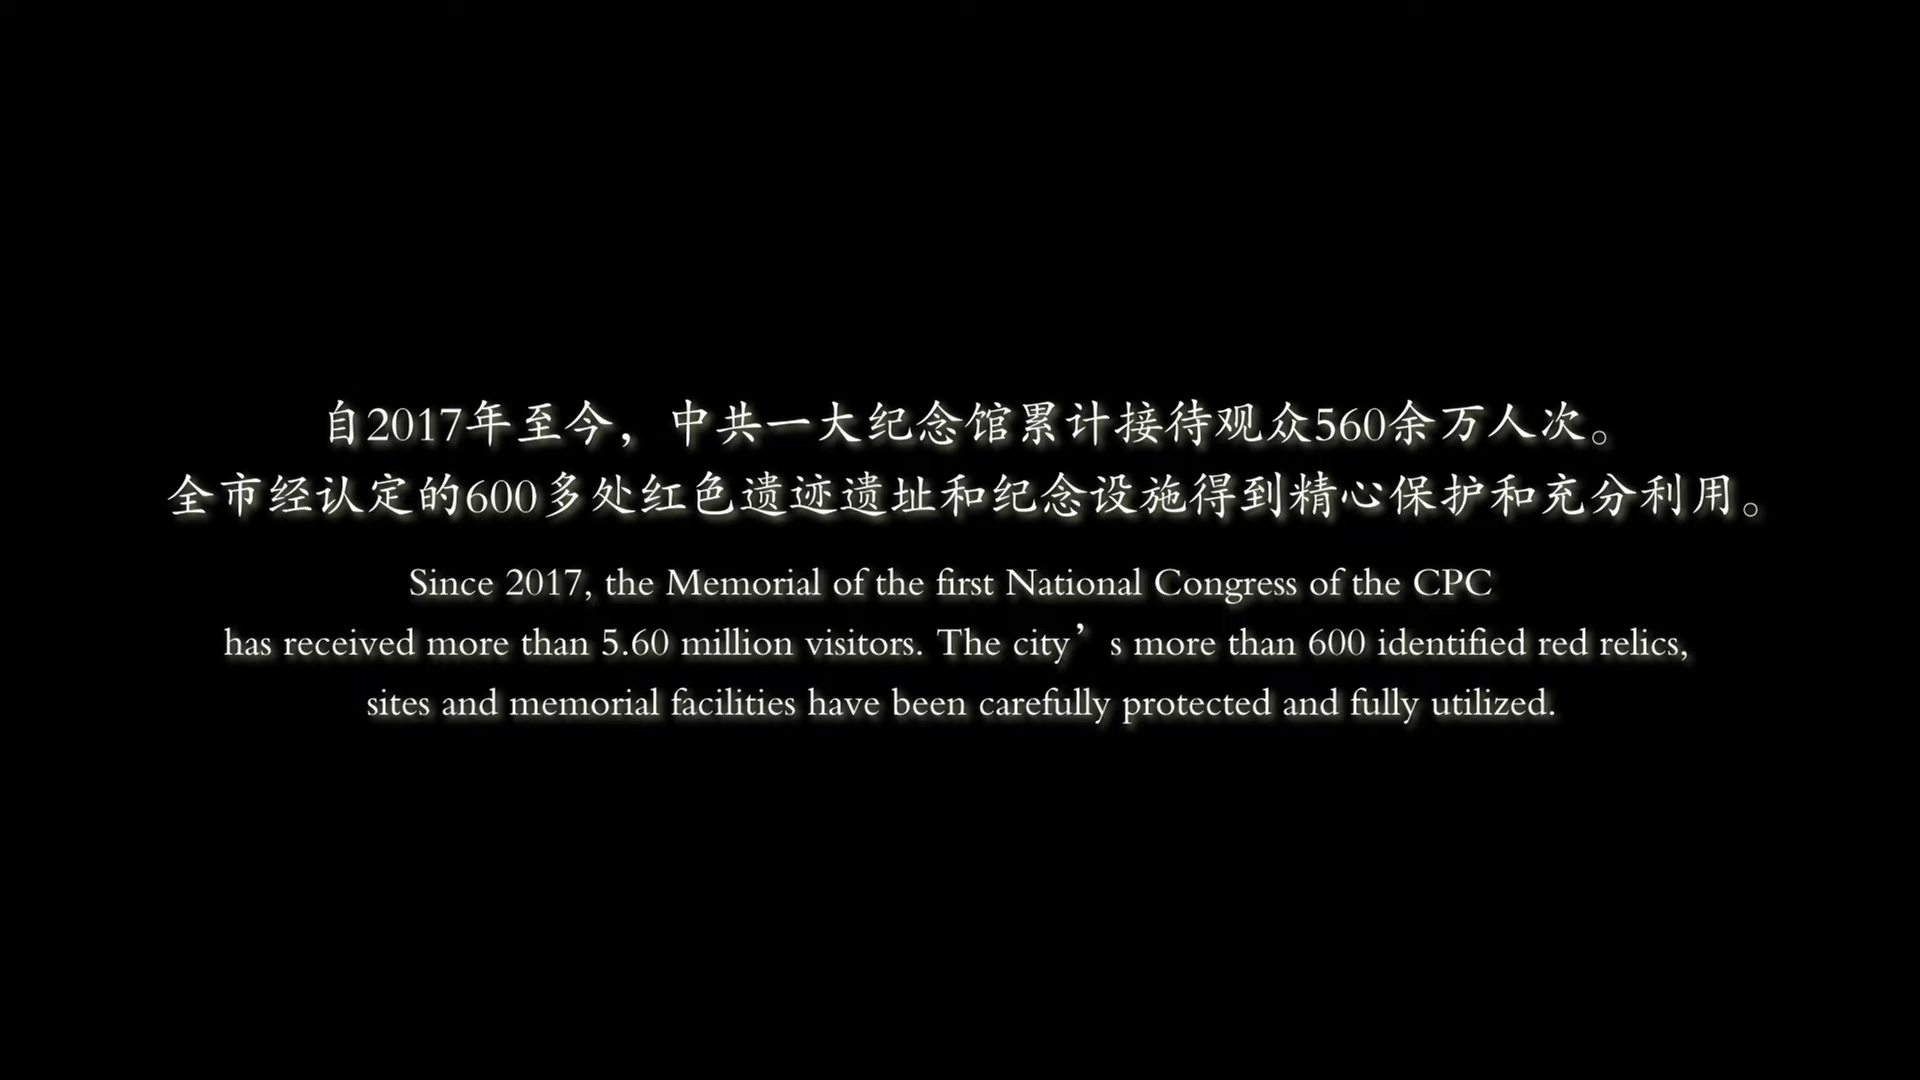 自2017年至今，中共一大纪念馆累计接待观众560余万人次。
全市经认定的600多处红色遗迹遗址和纪念设施得到精心保护和充分利用。
Since 2017, the Memorial of the first National Congress of the CPC
has received more than 5.60 million visitors. The city’s more than 600 identified red relics,
sites and memorial facilities have been carefully protected and fully utilized.